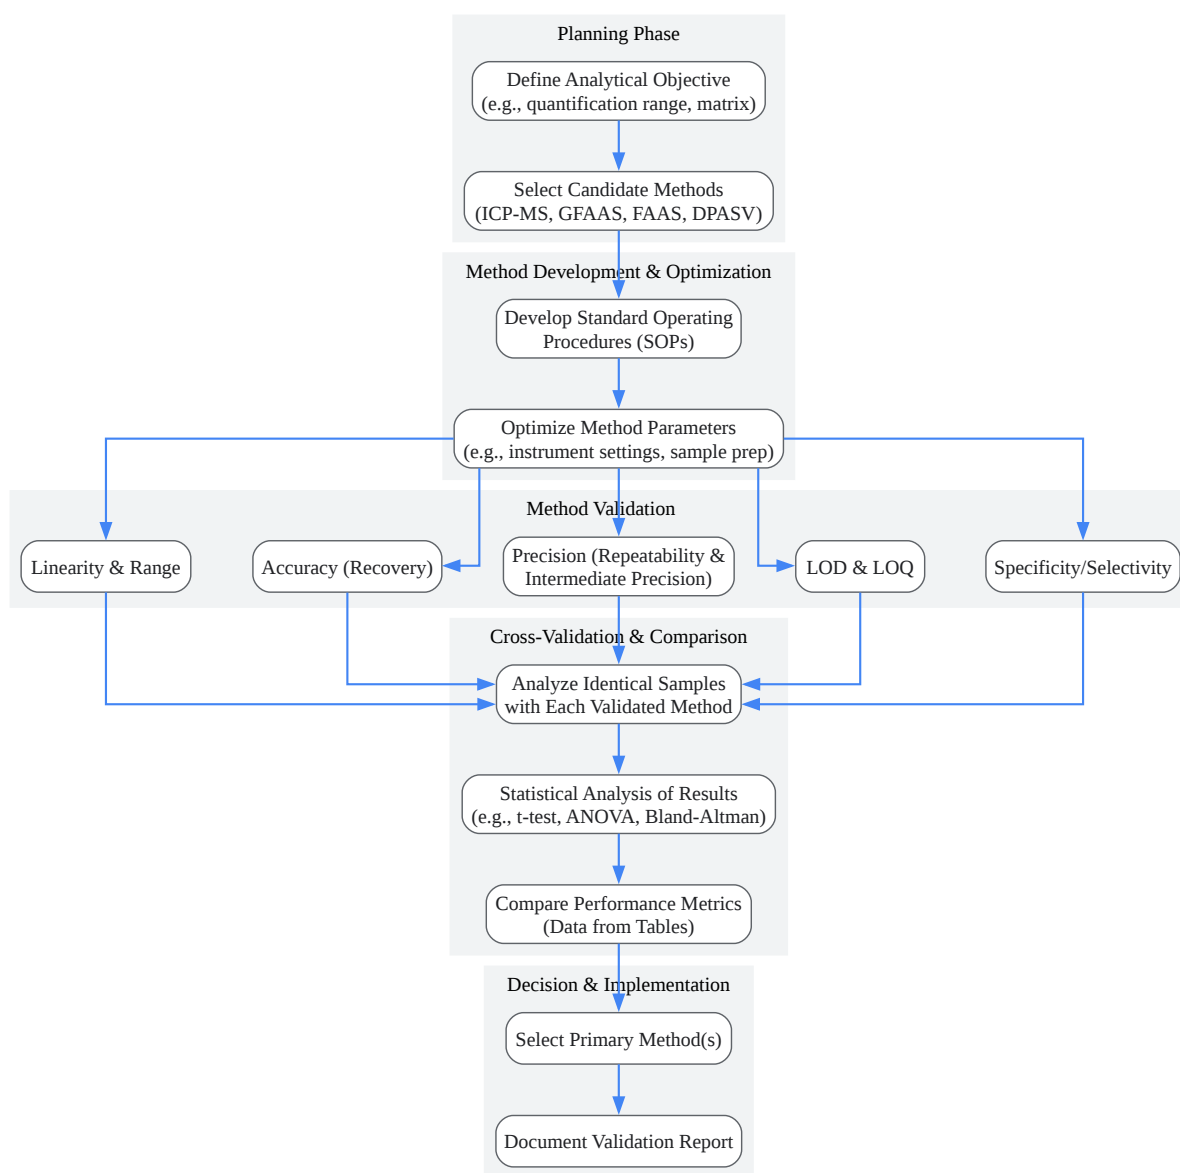 Planning Phase
Define Analytical Objective
(e.g., quantification range, matrix)
Select Candidate Methods
(ICP-MS, GFAAS, FAAS, DPASV)
Method Development & Optimization
Develop Standard Operating
Procedures (SOPs)
Optimize Method Parameters
(e.g., instrument settings, sample prep)
Method Validation
Linearity & Range
Accuracy (Recovery)
Precision (Repeatability &
Intermediate Precision)
LOD & LOQ
Specificity/Selectivity
Cross-Validation & Comparison
Analyze Identical Samples
with Each Validated Method
Statistical Analysis of Results
(e.g., t-test, ANOVA, Bland-Altman)
Compare Performance Metrics
(Data from Tables)
Decision & Implementation
Select Primary Method(s)
Document Validation Report